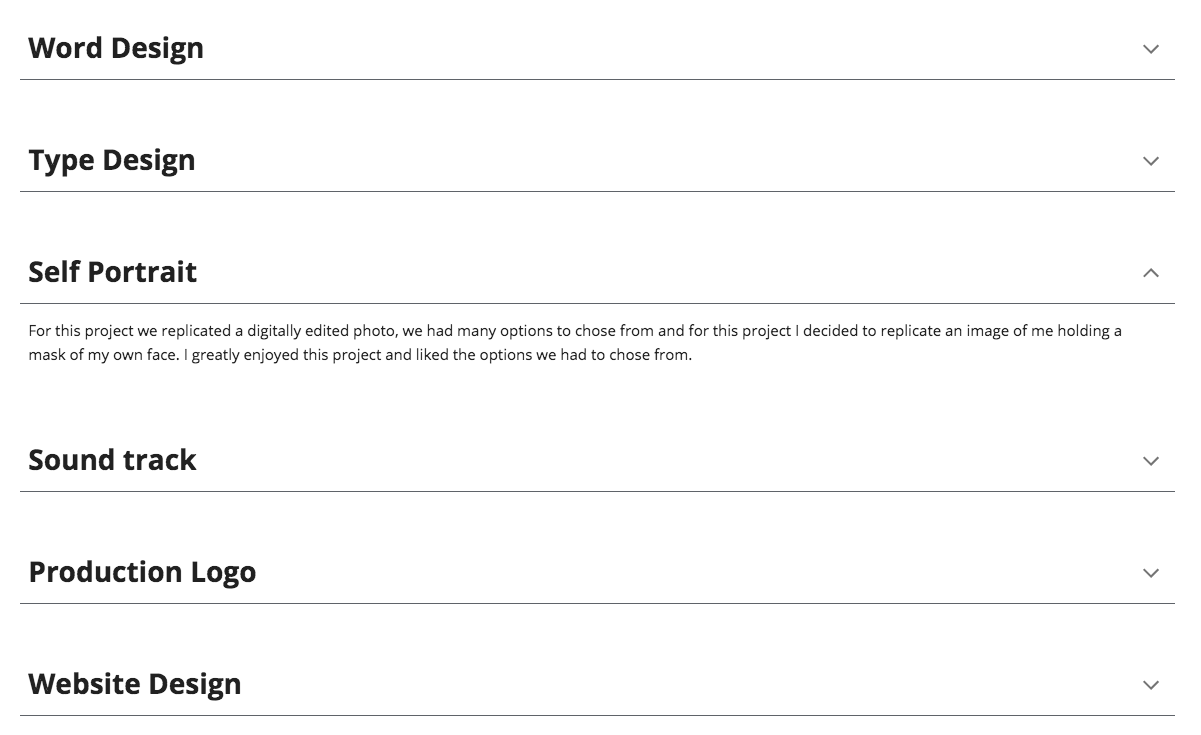 Word Design
Type Design
Self Portrait
For this project we replicated a digitally edited photo, we had many options to chose from and for this project I decided to replicate an image of me holding a
mask of my own face. I greatly enjoyed this project and liked the options we had to chose from.
Sound track
Production Logo
Website Design